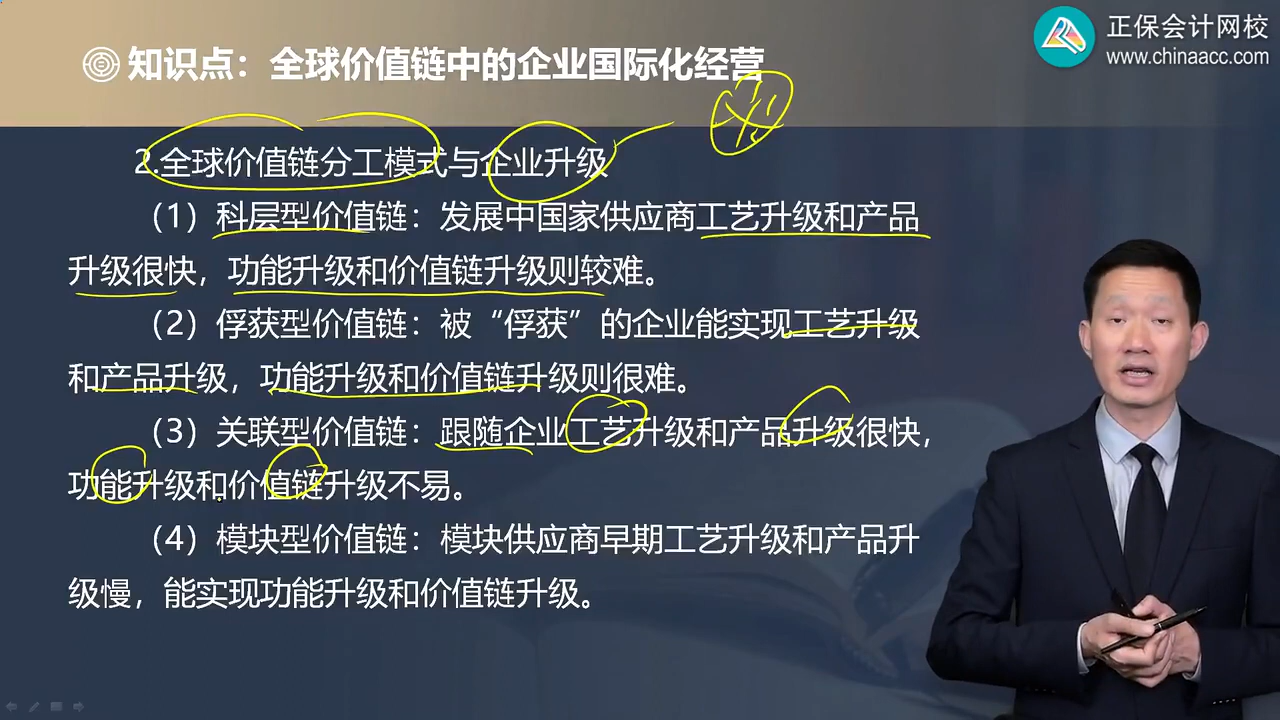 正保会计网校
www.chinaacc.com
知识点：全球价值链中的企业国际化经营
2.全球价值链分工模式与企业升级
（1）科层型价值链：发展中国家供应商工艺升级和产品
升级很快，功能升级和价值链升级则较难。
（2）俘获型价值链：被“俘获”的企业能实现工艺升级
和产品升级，功能升级和价值链升级则很难。
（3）关联型价值链：跟随企业工艺升级和产品升级很快，
功能升级和价值链升级不易。
（4）模块型价值链：模块供应商早期工艺升级和产品升
级慢，能实现功能升级和价值链升级。